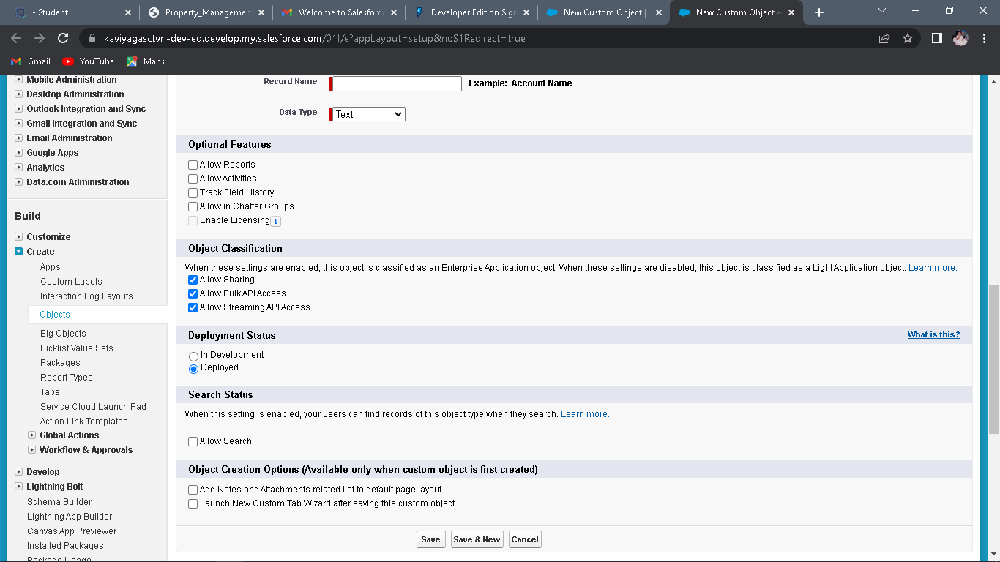 - Student
Property_Managemen
Welcome to Salesforc
Developer Edition Sig
New Custom Object |
New Custom Object ~
kaviyagasctvn-dev-ed.develop.my.salesforce.com/01I/e?appLayout=setup&noS1Redirect=true
Gmail
YouTube
Maps
Mobile Administration
Desktop Administration
Outlook Integration and Sync
Gmail Integration and Sync
Email Administration
Google Apps
Analytics
Data.com Administration
Build
Customize
Create
Apps
Custom Labels
Interaction Log Layouts
Objects
Big Objects
Picklist Value Sets
Packages
Report Types
Tabs
Service Cloud Launch Pad
Action Link Templates
Global Actions
Workflow & Approvals
Develop
Lightning Bolt
Schema Builder
Lightning App Builder
Canvas App Previewer
Installed Packages
Package Usage
Record Name
Example: Account Name
Data Type
Text
Optional Features
Allow Reports
Allow Activities
Track Field History
Allow in Chatter Groups
Enable Licensing i
Object Classification
When these settings are enabled, this object is classified as an Enterprise Application object. When these settings are disabled, this object is classified as a Light Application object. Learn more.
Allow Sharing
Allow Bulk API Access
Allow Streaming API Access
Deployment Status
What is this?
In Development
Deployed
Search Status
When this setting is enabled, your users can find records of this object type when they search. Learn more.
Allow Search
Object Creation Options (Available only when custom object is first created)
Add Notes and Attachments related list to default page layout
Launch New Custom Tab Wizard after saving this custom object
Save
Save & New
Cancel